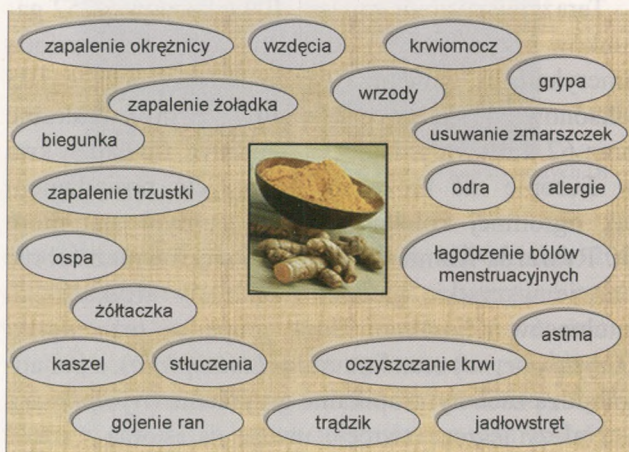 zapalenie okrężnicy
wzdęcia
krwiomocz
grypa
wrzody
zapalenie żołądka
usuwanie zmarszczek
biegunka
zapalenie trzustki
odra
alergie
ospa
łagodzenie bólów
menstruacyjnych
żółtaczka
astma
kaszel
stłuczenia
oczyszczanie krwi
gojenie ran
trądzik
jadłowstręt